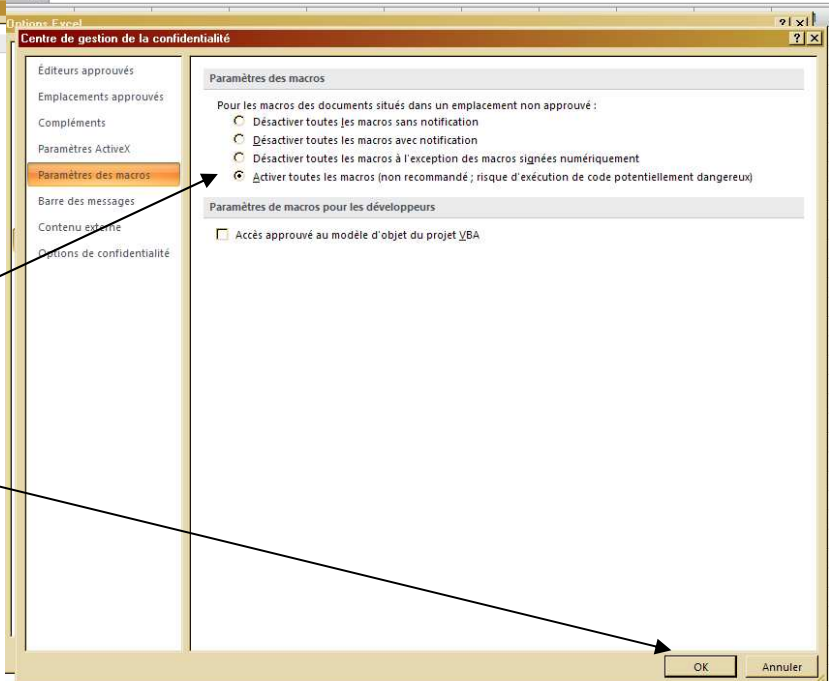 Options Excel
Centre de gestion de la confidentialité
Éditeurs approuvés
Emplacements approuvés
Compléments
Paramètres ActiveX
Paramètres des macros
Barre des messages
Contenu externe
Options de confidentialité
Paramètres des macros
Pour les macros des documents situés dans un emplacement non approuvé :
Désactiver toutes les macros sans notification
Désactiver toutes les macros avec notification
Désactiver toutes les macros à l'exception des macros signées numériquement
Activer toutes les macros (non recommandé ; risque d'exécution de code potentiellement dangereux)
Paramètres de macros pour les développeurs
Accès approuvé au modèle d'objet du projet VBA
OK
Annuler